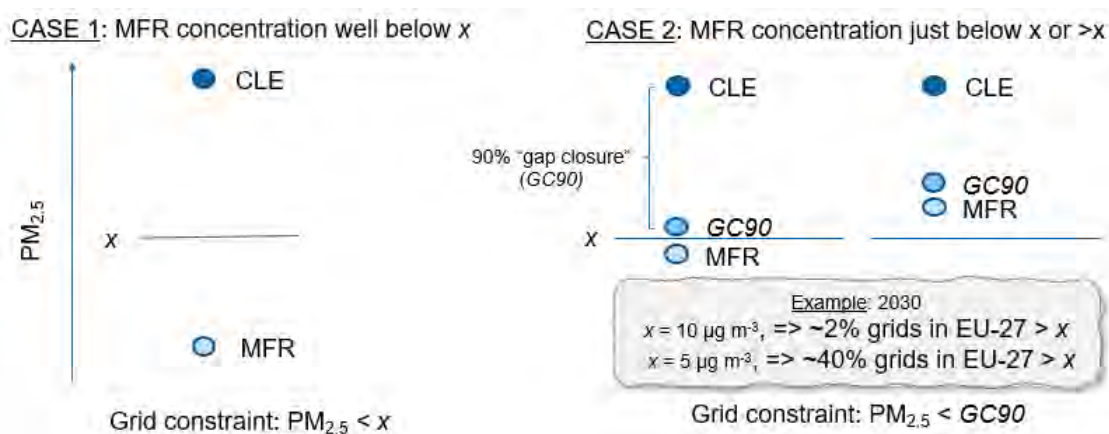 CASE 1: MFR concentration well below x
CLE
PM2.5
x
MFR
Grid constraint: PM2.5 < x
CASE 2: MFR concentration just below x or >x
CLE
CLE
90% "gap closure"
(GC90)
GC90
MFR
GC90
MFR
x
Example: 2030
x = 10 µg m-3, => ~2% grids in EU-27 > x
x = 5 µg m-3, => ~40% grids in EU-27 > x
Grid constraint: PM2.5 < GC90